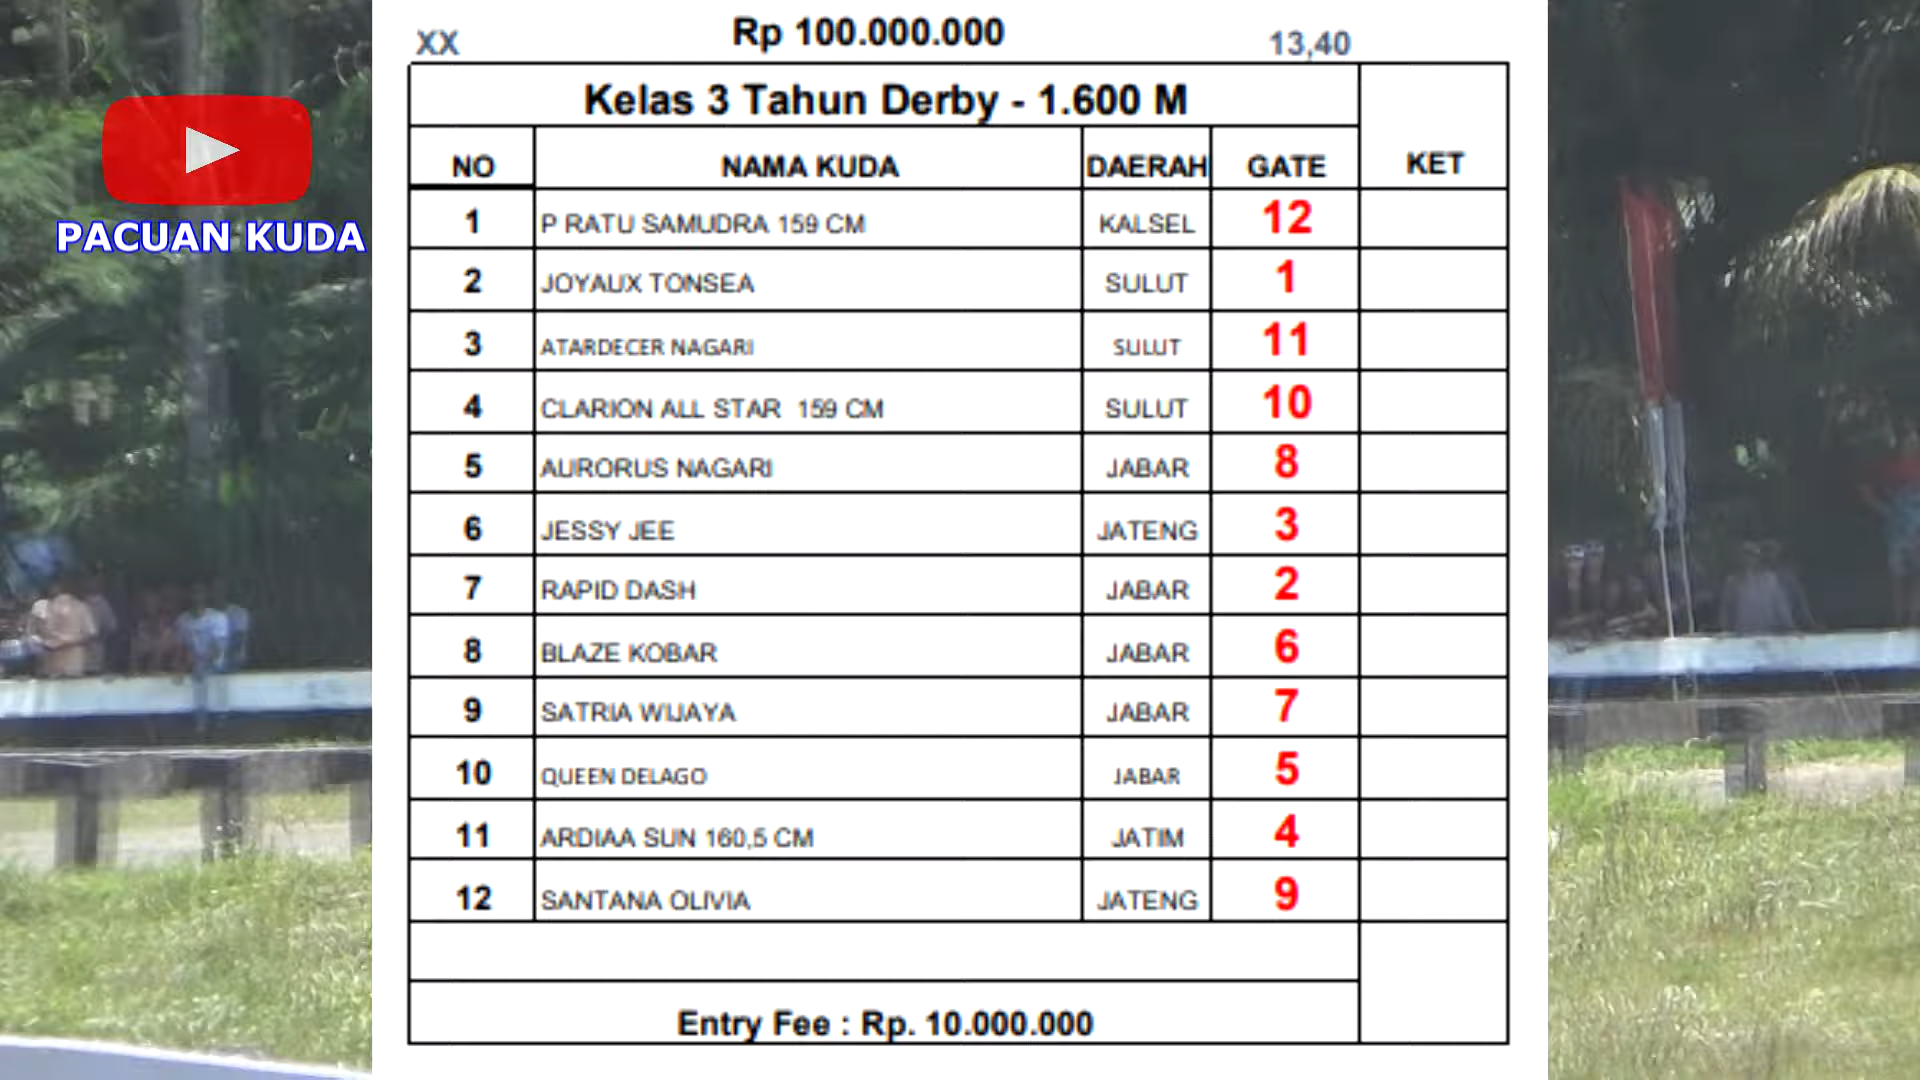 XX Rp 100.000.000 13,40
Kelas 3 Tahun Derby - 1.600 M
NO NAMA KUDA DAERAH GATE KET
PACUAN KUDA
1 P RATU SAMUDRA 159 CM KALSEL 12
2 JOYAUX TONSEA SULUT 1
3 ATARDECER NAGARI SULUT 11
4 CLARION ALL STAR 159 CM SULUT 10
5 AURORUS NAGARI JABAR 8
6 JESSY JEE JATENG 3
7 RAPID DASH JABAR 2
8 BLAZE KOBAR JABAR 6
9 SATRIA WIJAYA JABAR 7
10 QUEEN DELAGO JABAR 5
11 ARDIAA SUN 160,5 CM JATIM 4
12 SANTANA OLIVIA JATENG 9
Entry Fee : Rp. 10.000.000